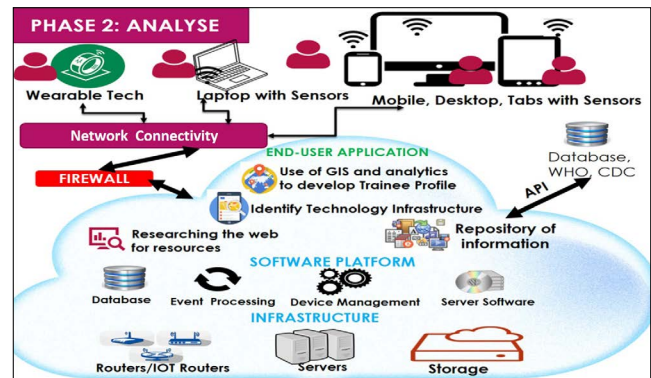 PHASE 2: ANALYSE
Wearable Tech
Laptop with Sensors
Mobile, Desktop, Tabs with Sensors
Network Connectivity
END-USER APPLICATION
Database,
WHO, CDC
FIREWALL
Use of GIS and analytics
to develop Trainee Profile
API
Identify Technology Infrastructure
Researching the web
for resources
Repository of
information
SOFTWARE PLATFORM
Database
Event Processing
Device Management
Server Software
INFRASTRUCTURE
Routers/IOT Routers
Servers
Storage